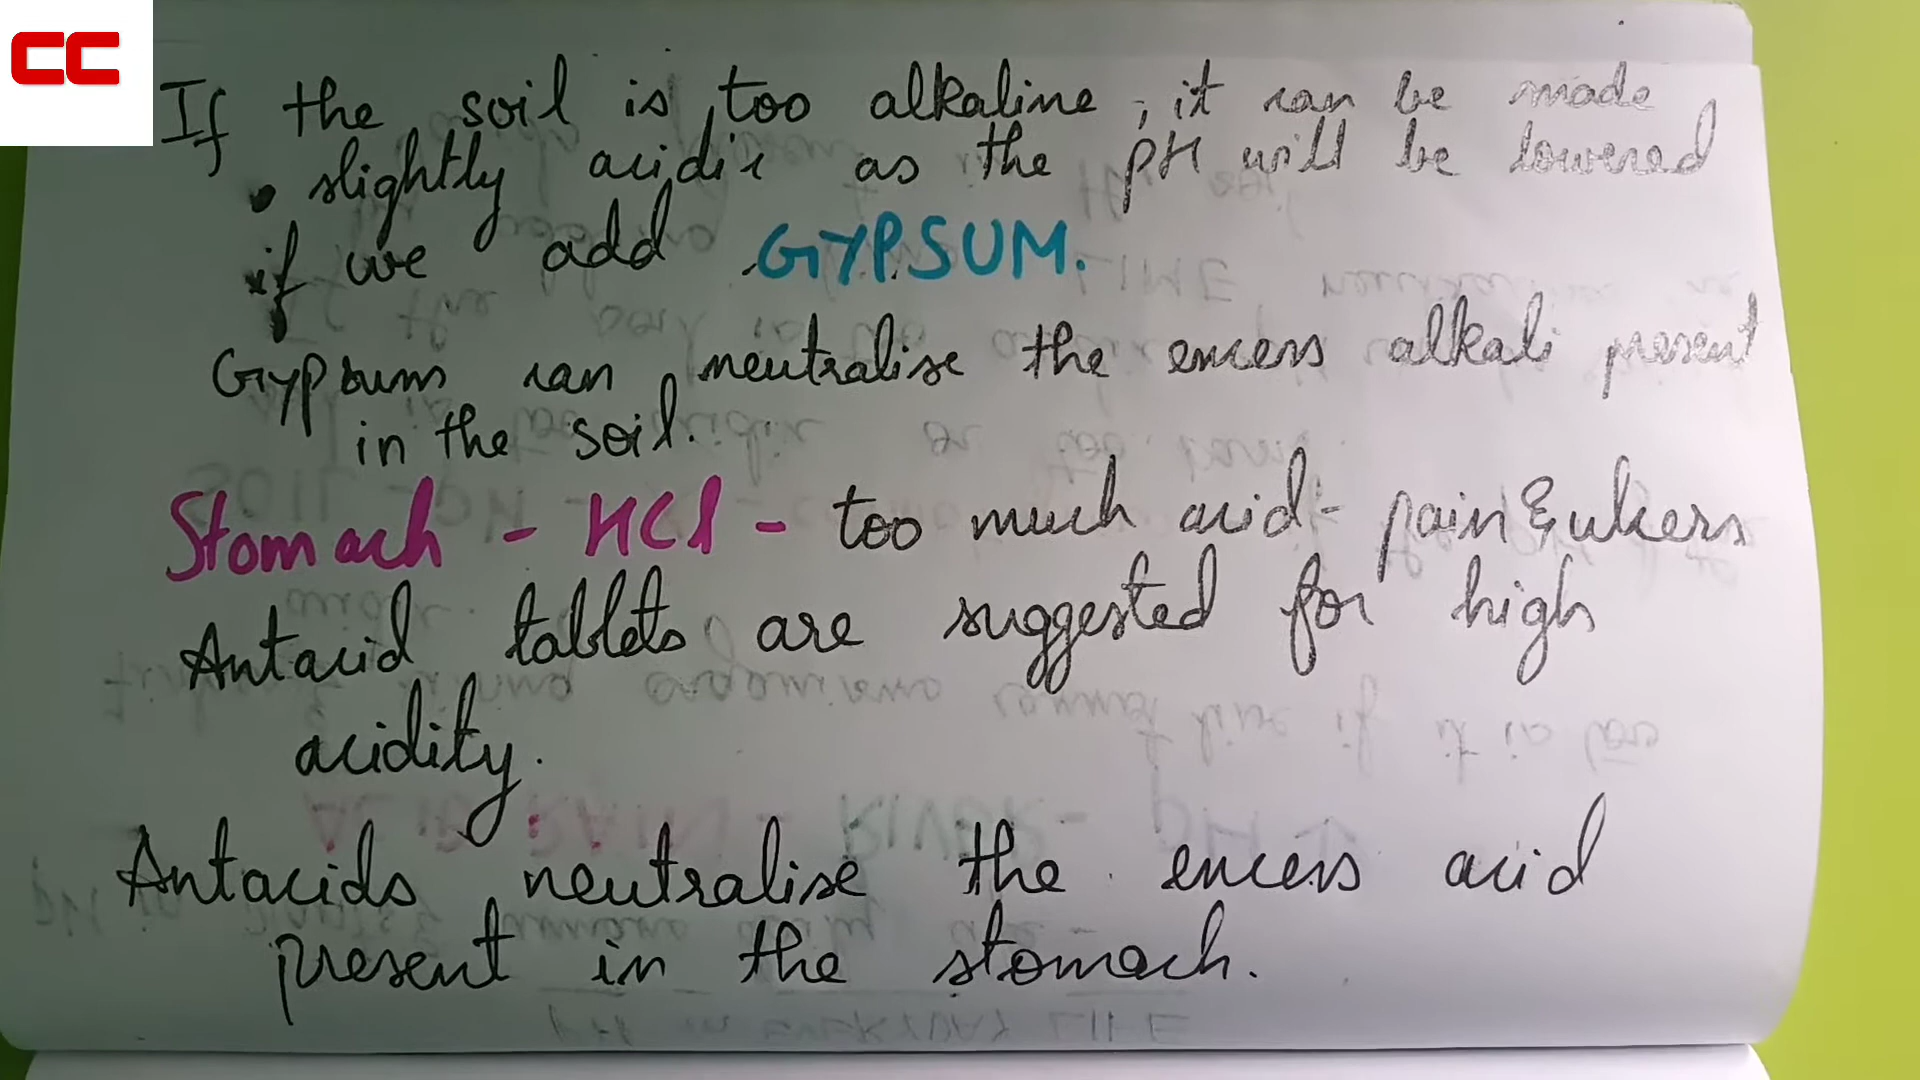 CC
If the soil is too alkaline, it can be made
slightly acidic as the pH will be lowered
if we add GYPSUM.
Gypsum can neutralise the excess alkali present
in the soil.
Stomach - HCl - too much acid - pain & ulcers
Antacid tablets are suggested for high
acidity.
Antacids neutralise the excess acid
present in the stomach.